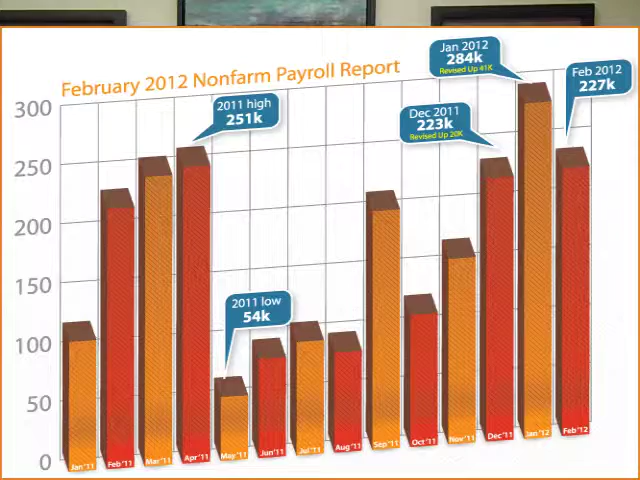 February 2012 Nonfarm Payroll Report
Jan 2012
284k
Revised Up 41K
Feb 2012
227k
2011 high
251k
Dec 2011
223k
Revised Up 20K
2011 low
54k
300
250
200
150
100
50
0
Jan '11
Feb '11
Mar '11
Apr '11
May '11
Jun '11
Jul '11
Aug '11
Sep '11
Oct '11
Nov '11
Dec '11
Jan '12
Feb '12